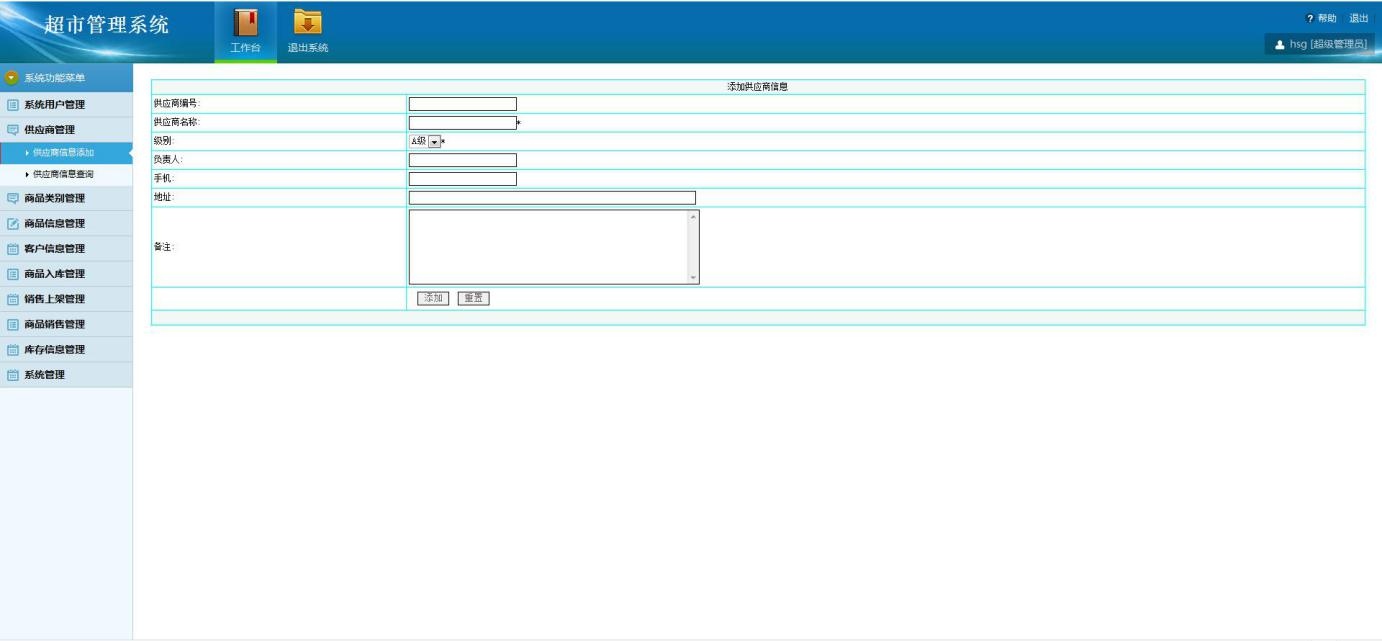 超市管理系统
工作台
退出系统
? 帮助 退出
hsg [超级管理员]
系统功能菜单
系统用户管理
供应商管理
供应商信息添加
供应商信息查询
商品类别管理
商品信息管理
客户信息管理
商品入库管理
销售上架管理
商品销售管理
库存信息管理
系统管理
添加供应商信息
供应商编号:
供应商名称: *
级别: A级 *
负责人:
手机:
地址:
备注:
添加 重置